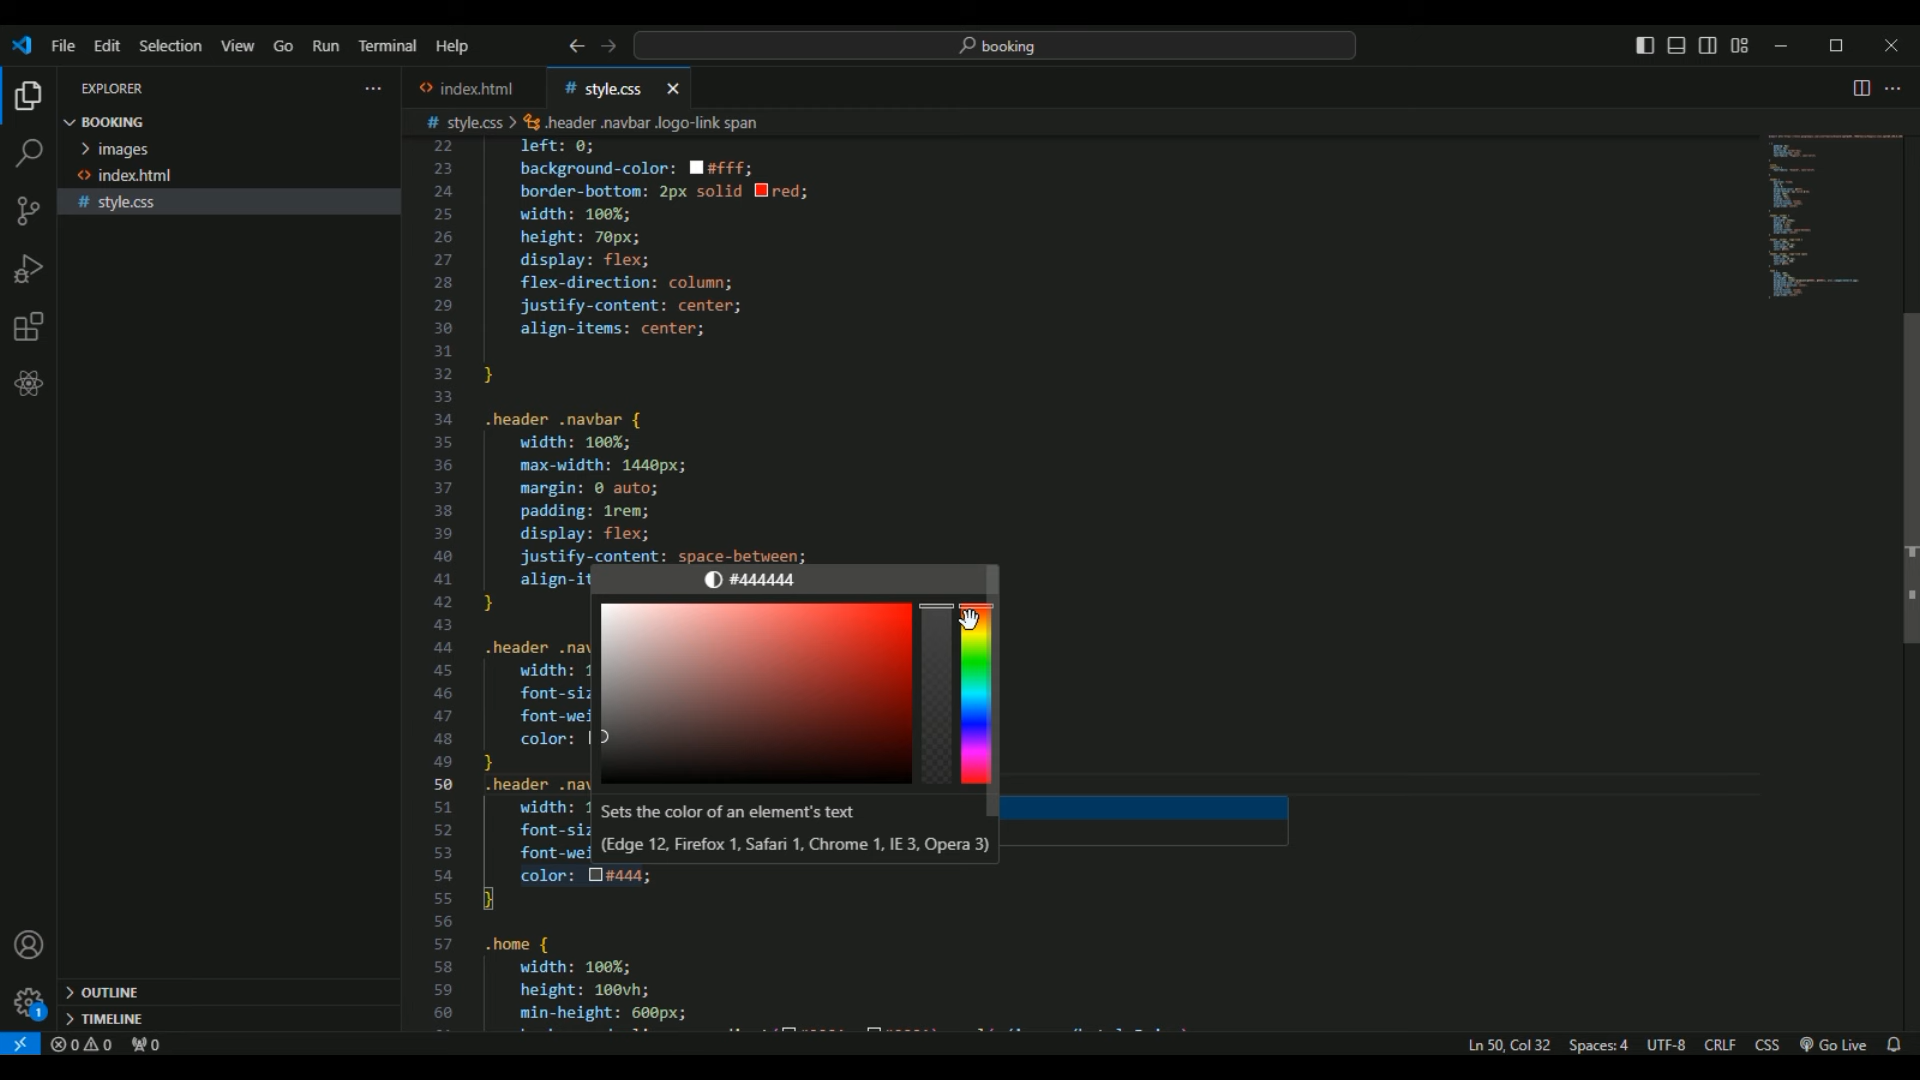 File Edit Selection View Go Run Terminal Help
booking
EXPLORER
BOOKING
images
index.html
style.css
OUTLINE
TIMELINE
index.html
style.css
style.css > .header .navbar .logo-link span
22 left: 0;
23 background-color: #fff;
24 border-bottom: 2px solid red;
25 width: 100%;
26 height: 70px;
27 display: flex;
28 flex-direction: column;
29 justify-content: center;
30 align-items: center;
31
32 }
33
34 .header .navbar {
35 width: 100%;
36 max-width: 1440px;
37 margin: 0 auto;
38 padding: 1rem;
39 display: flex;
40 justify-content: space-between;
41 align-it
42 }
43
44 .header .nav
45 width: 1
46 font-siz
47 font-wei
48 color:
49 }
50 .header .nav
51 width: 1
52 font-siz
53 font-wei
54 color: #444;
55 }
56
57 .home {
58 width: 100%;
59 height: 100vh;
60 min-height: 600px;
#444444
Sets the color of an element's text
(Edge 12, Firefox 1, Safari 1, Chrome 1, IE 3, Opera 3)
1
0 0 0
Ln 50, Col 32 Spaces: 4 UTF-8 CRLF CSS Go Live